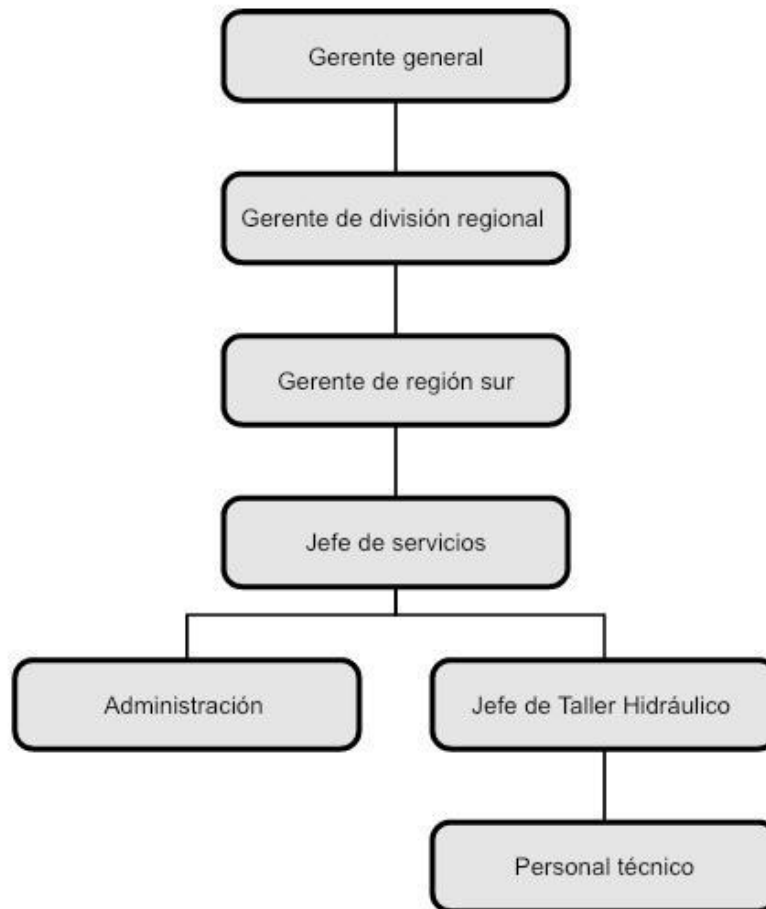 Gerente general
Gerente de división regional
Gerente de región sur
Jefe de servicios
Administración
Jefe de Taller Hidráulico
Personal técnico